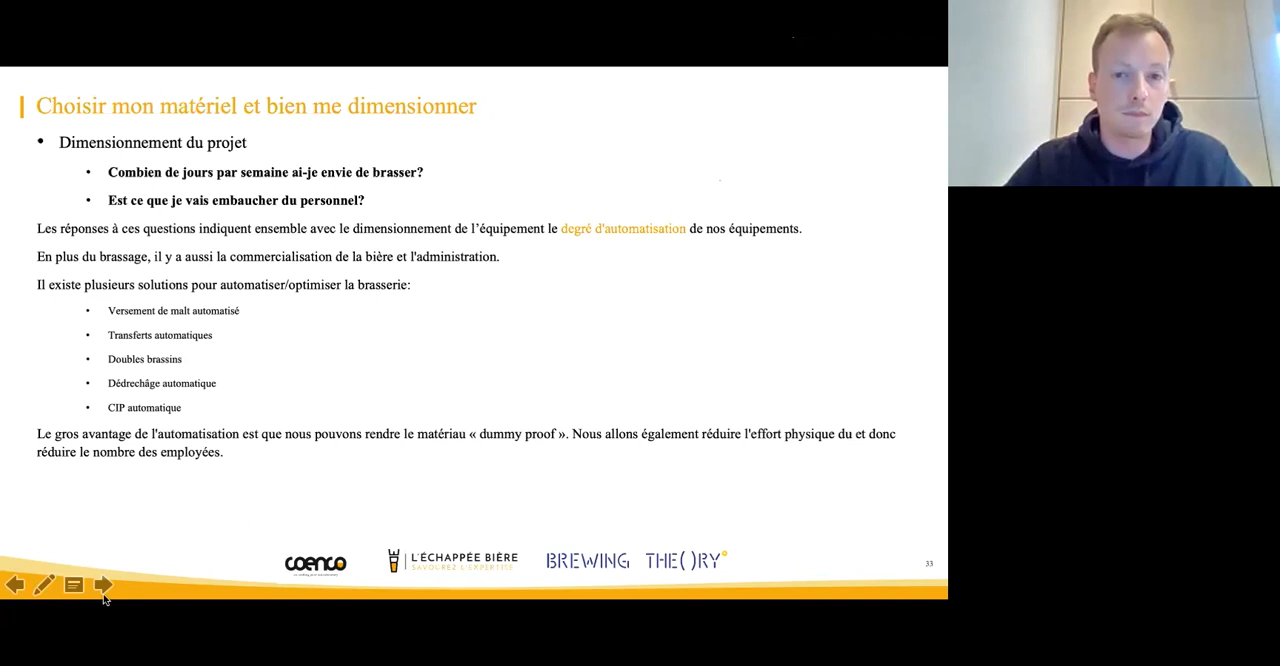 Choisir mon matériel et bien me dimensionner
• Dimensionnement du projet
• Combien de jours par semaine ai-je envie de brasser?
• Est ce que je vais embaucher du personnel?
Les réponses à ces questions indiquent ensemble avec le dimensionnement de l’équipement le degré d'automatisation de nos équipements.
En plus du brassage, il y a aussi la commercialisation de la bière et l'administration.
Il existe plusieurs solutions pour automatiser/optimiser la brasserie:
• Versement de malt automatisé
• Transferts automatiques
• Doubles brassins
• Dédrechâge automatique
• CIP automatique
Le gros avantage de l'automatisation est que nous pouvons rendre le matériau « dummy proof ». Nous allons également réduire l'effort physique du et donc
réduire le nombre des employées.
coenco
L'ÉCHAPPÉE BIÈRE
SAVOUREZ L'EXPERTISE
BREWING THE( )RY
33